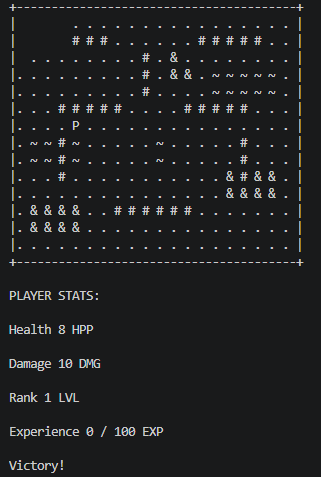 +---------------------------------------+
|        . . . . . . . . . . . . . . . . |
|        # # # . . . . . . # # # # # . . |
|  . . . . . . . . # . & . . . . . . . . |
|. . . . . . . . . # . & & . ~ ~ ~ ~ ~ . |
|. . . . . . . . . # . . . . ~ ~ ~ ~ ~ . |
|. . . # # # # # . . . . # # # # # . . . |
|. . . . P . . . . . . . . . . . . . . . |
|. ~ ~ # ~ . . . . . ~ . . . . . # . . . |
|. ~ ~ # ~ . . . . . ~ . . . . . # . . . |
|. . . # . . . . . . . . . . . & # & & . |
|. . . . . . . . . . . . . . . & & & & . |
|. & & & & . . # # # # # # . . . . . . . |
|. & & & & . . . . . . . . . . . . . . . |
|. . . . . . . . . . . . . . . . . . . . |
+---------------------------------------+
PLAYER STATS:
Health 8 HPP
Damage 10 DMG
Rank 1 LVL
Experience 0 / 100 EXP
Victory!